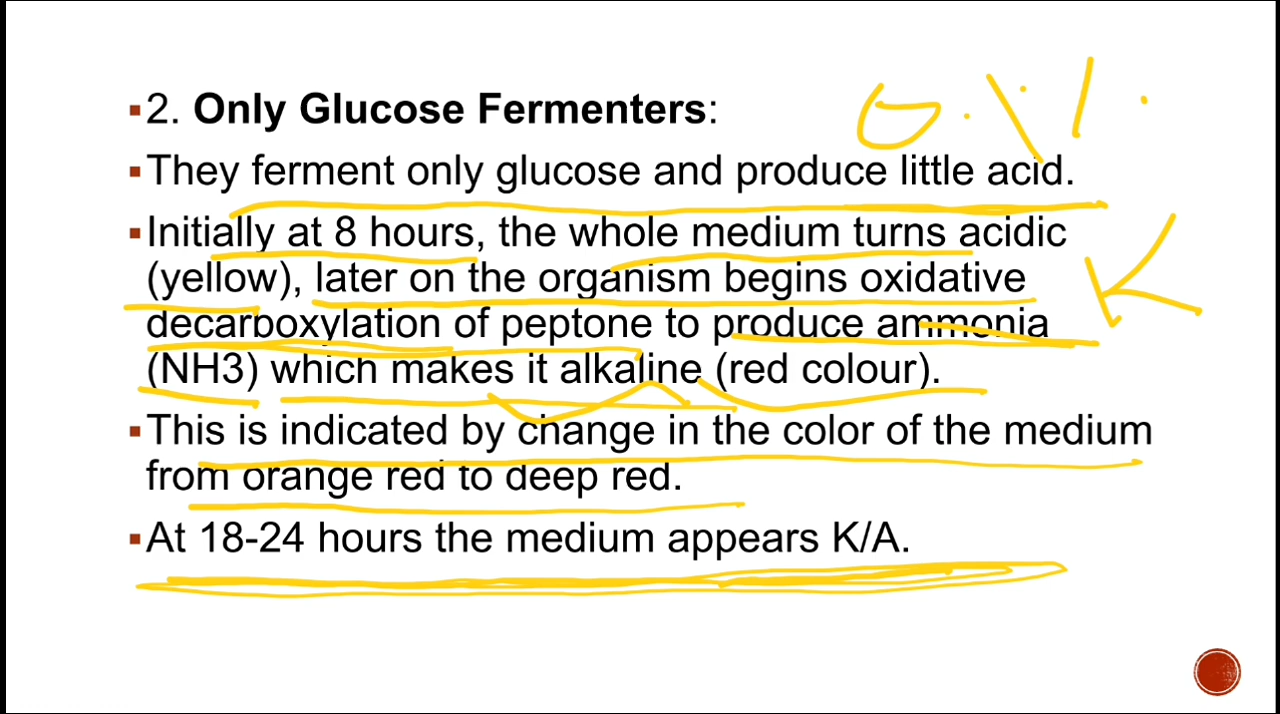 ▪2. Only Glucose Fermenters:
▪They ferment only glucose and produce little acid.
▪Initially at 8 hours, the whole medium turns acidic
(yellow), later on the organism begins oxidative
decarboxylation of peptone to produce ammonia
(NH3) which makes it alkaline (red colour).
▪This is indicated by change in the color of the medium
from orange red to deep red.
▪At 18-24 hours the medium appears K/A.
K